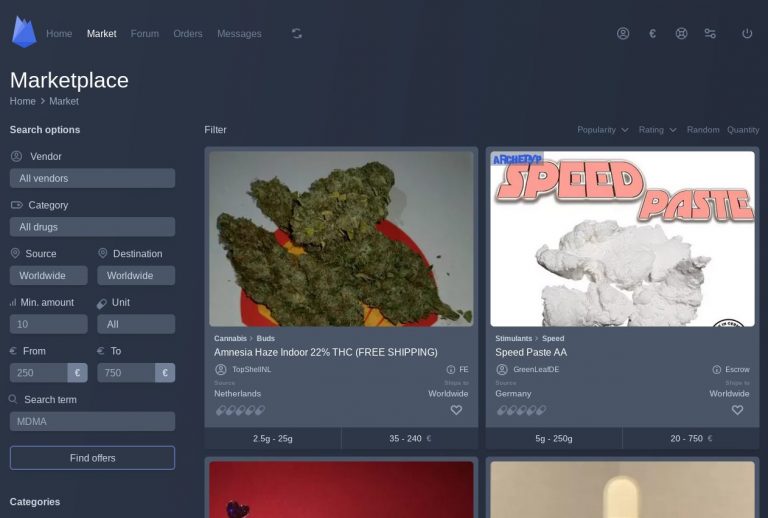 Home Market Forum Orders Messages €
Marketplace
Home > Market
Search options
Filter
Popularity Rating Random Quantity
Vendor
All vendors
Category
All drugs
Source Destination
Worldwide Worldwide
Min. amount Unit
10 All
€ From € To
250 € 750 €
Search term
MDMA
Find offers
Categories
Cannabis > Buds
Amnesia Haze Indoor 22% THC (FREE SHIPPING)
TopShellNL FE
Source Ships to
Netherlands Worldwide
2.5g - 25g 35 - 240 €
ARCHETYP
SPEED
PASTE
Stimulants > Speed
Speed Paste AA
GreenLeafDE Escrow
Source Ships to
Germany Worldwide
5g - 250g 20 - 750 €